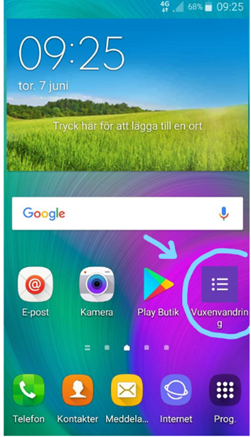 4G 68% 09:25
09:25
tor. 7 juni
Tryck här för att lägga till en ort
Google
E-post Kamera Play Butik Vuxenvandrin
g
Telefon Kontakter Meddela... Internet Prog.